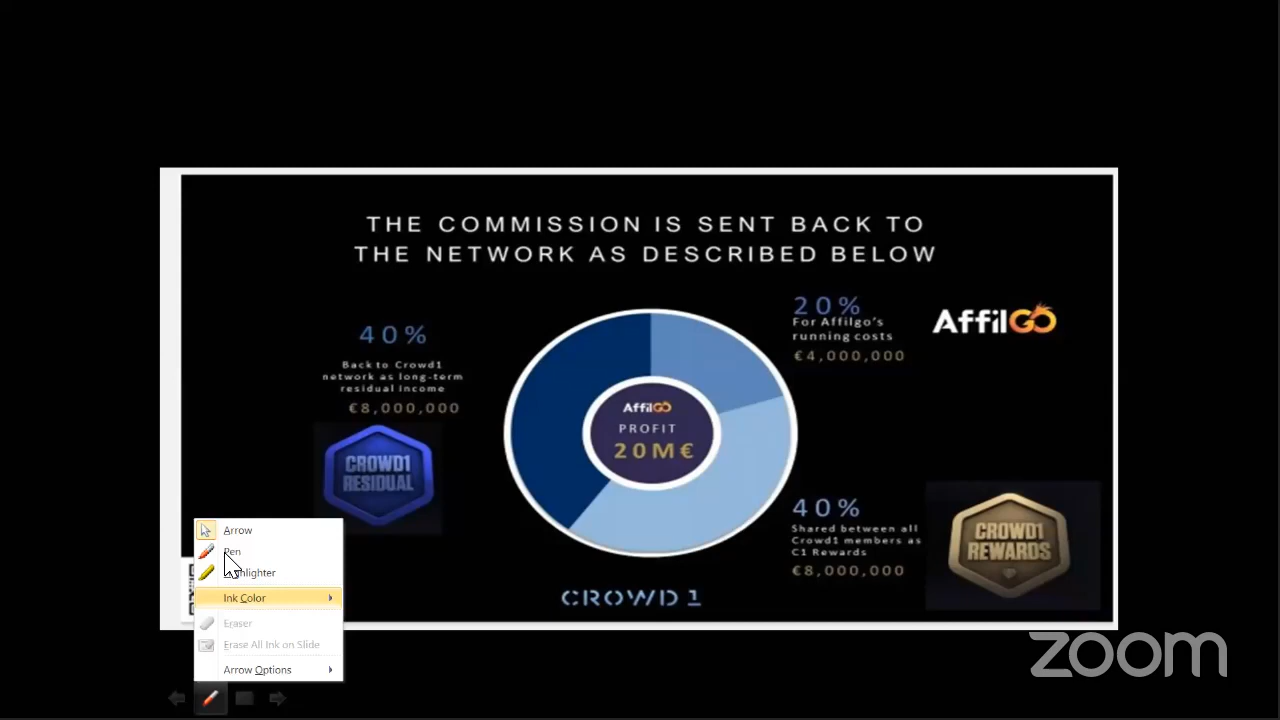 THE COMMISSION IS SENT BACK TO
THE NETWORK AS DESCRIBED BELOW
40%
Back to Crowd1
network as long-term
residual income
€8,000,000
CROWD1
RESIDUAL
AffilGO
PROFIT
20M€
20%
For Affilgo's
running costs
€4,000,000
AffilGO
40%
Shared between all
Crowd1 members as
C1 Rewards
€8,000,000
CROWD1
REWARDS
CROWD1
Arrow
Pen
Highlighter
Ink Color
Eraser
Erase All Ink on Slide
Arrow Options
zoom